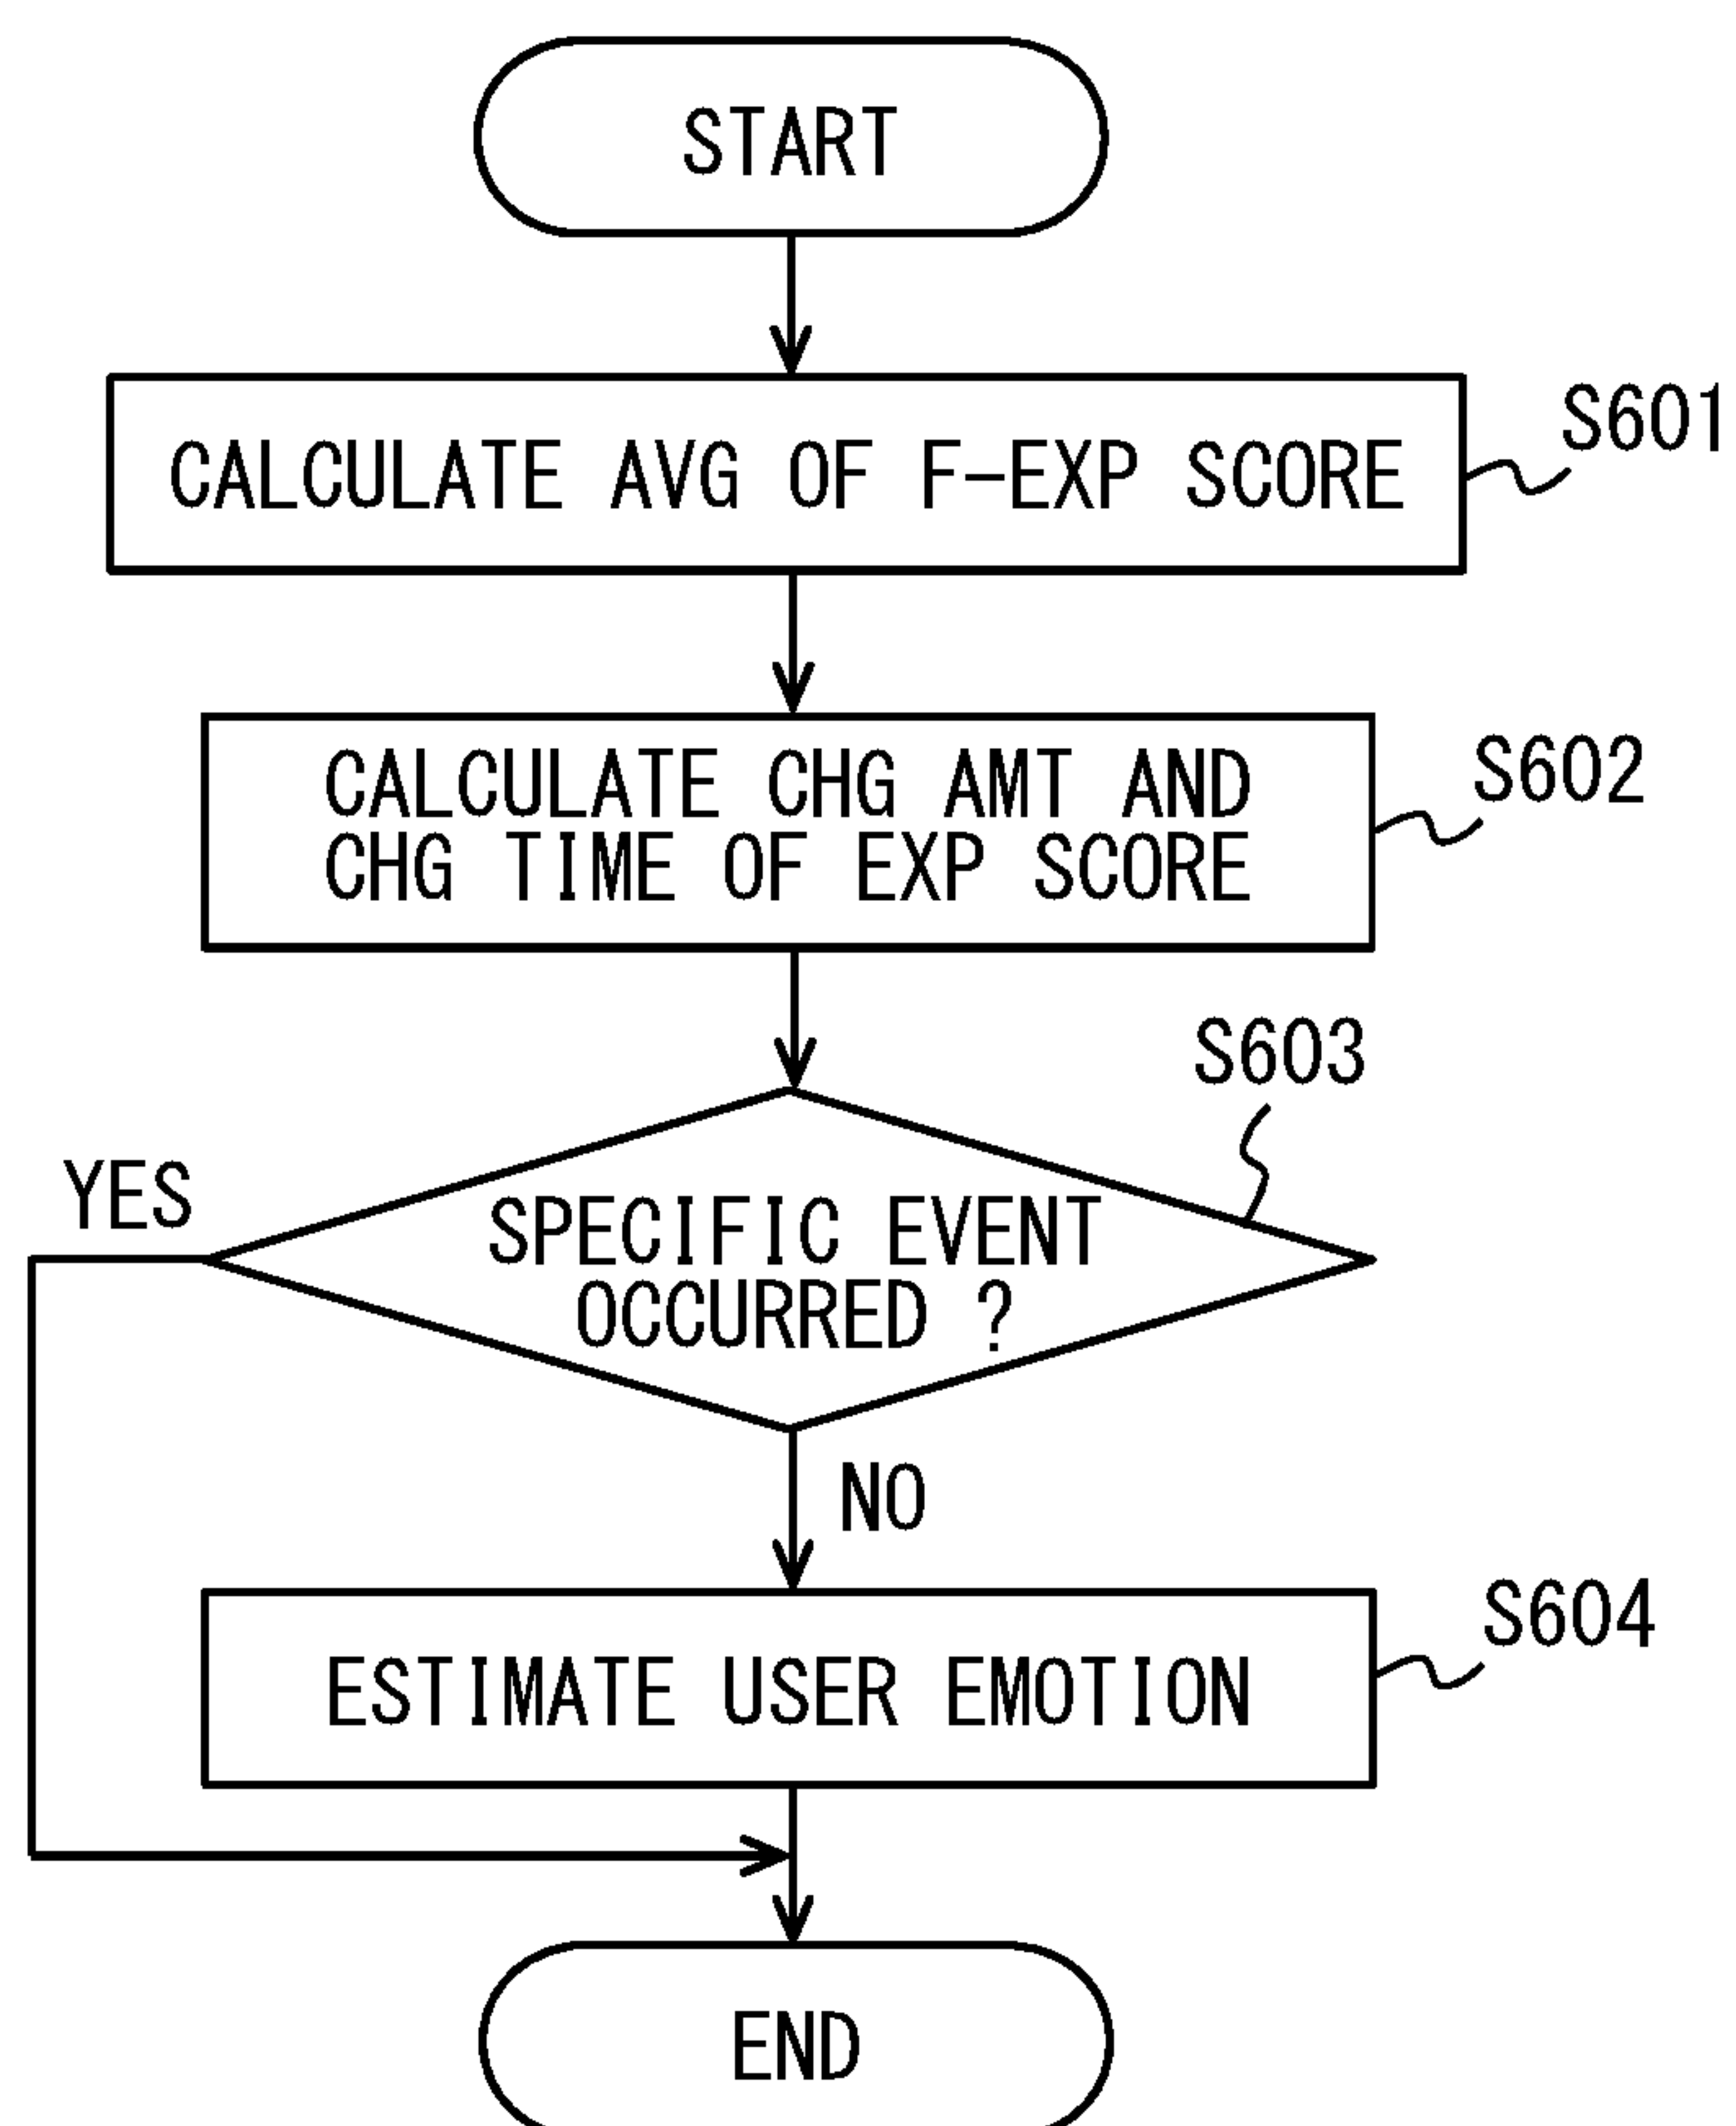 START
CALCULATE AVG OF F-EXP SCORE
S601
CALCULATE CHG AMT AND
CHG TIME OF EXP SCORE
S602
S603
YES
SPECIFIC EVENT
OCCURRED ?
NO
S604
ESTIMATE USER EMOTION
END